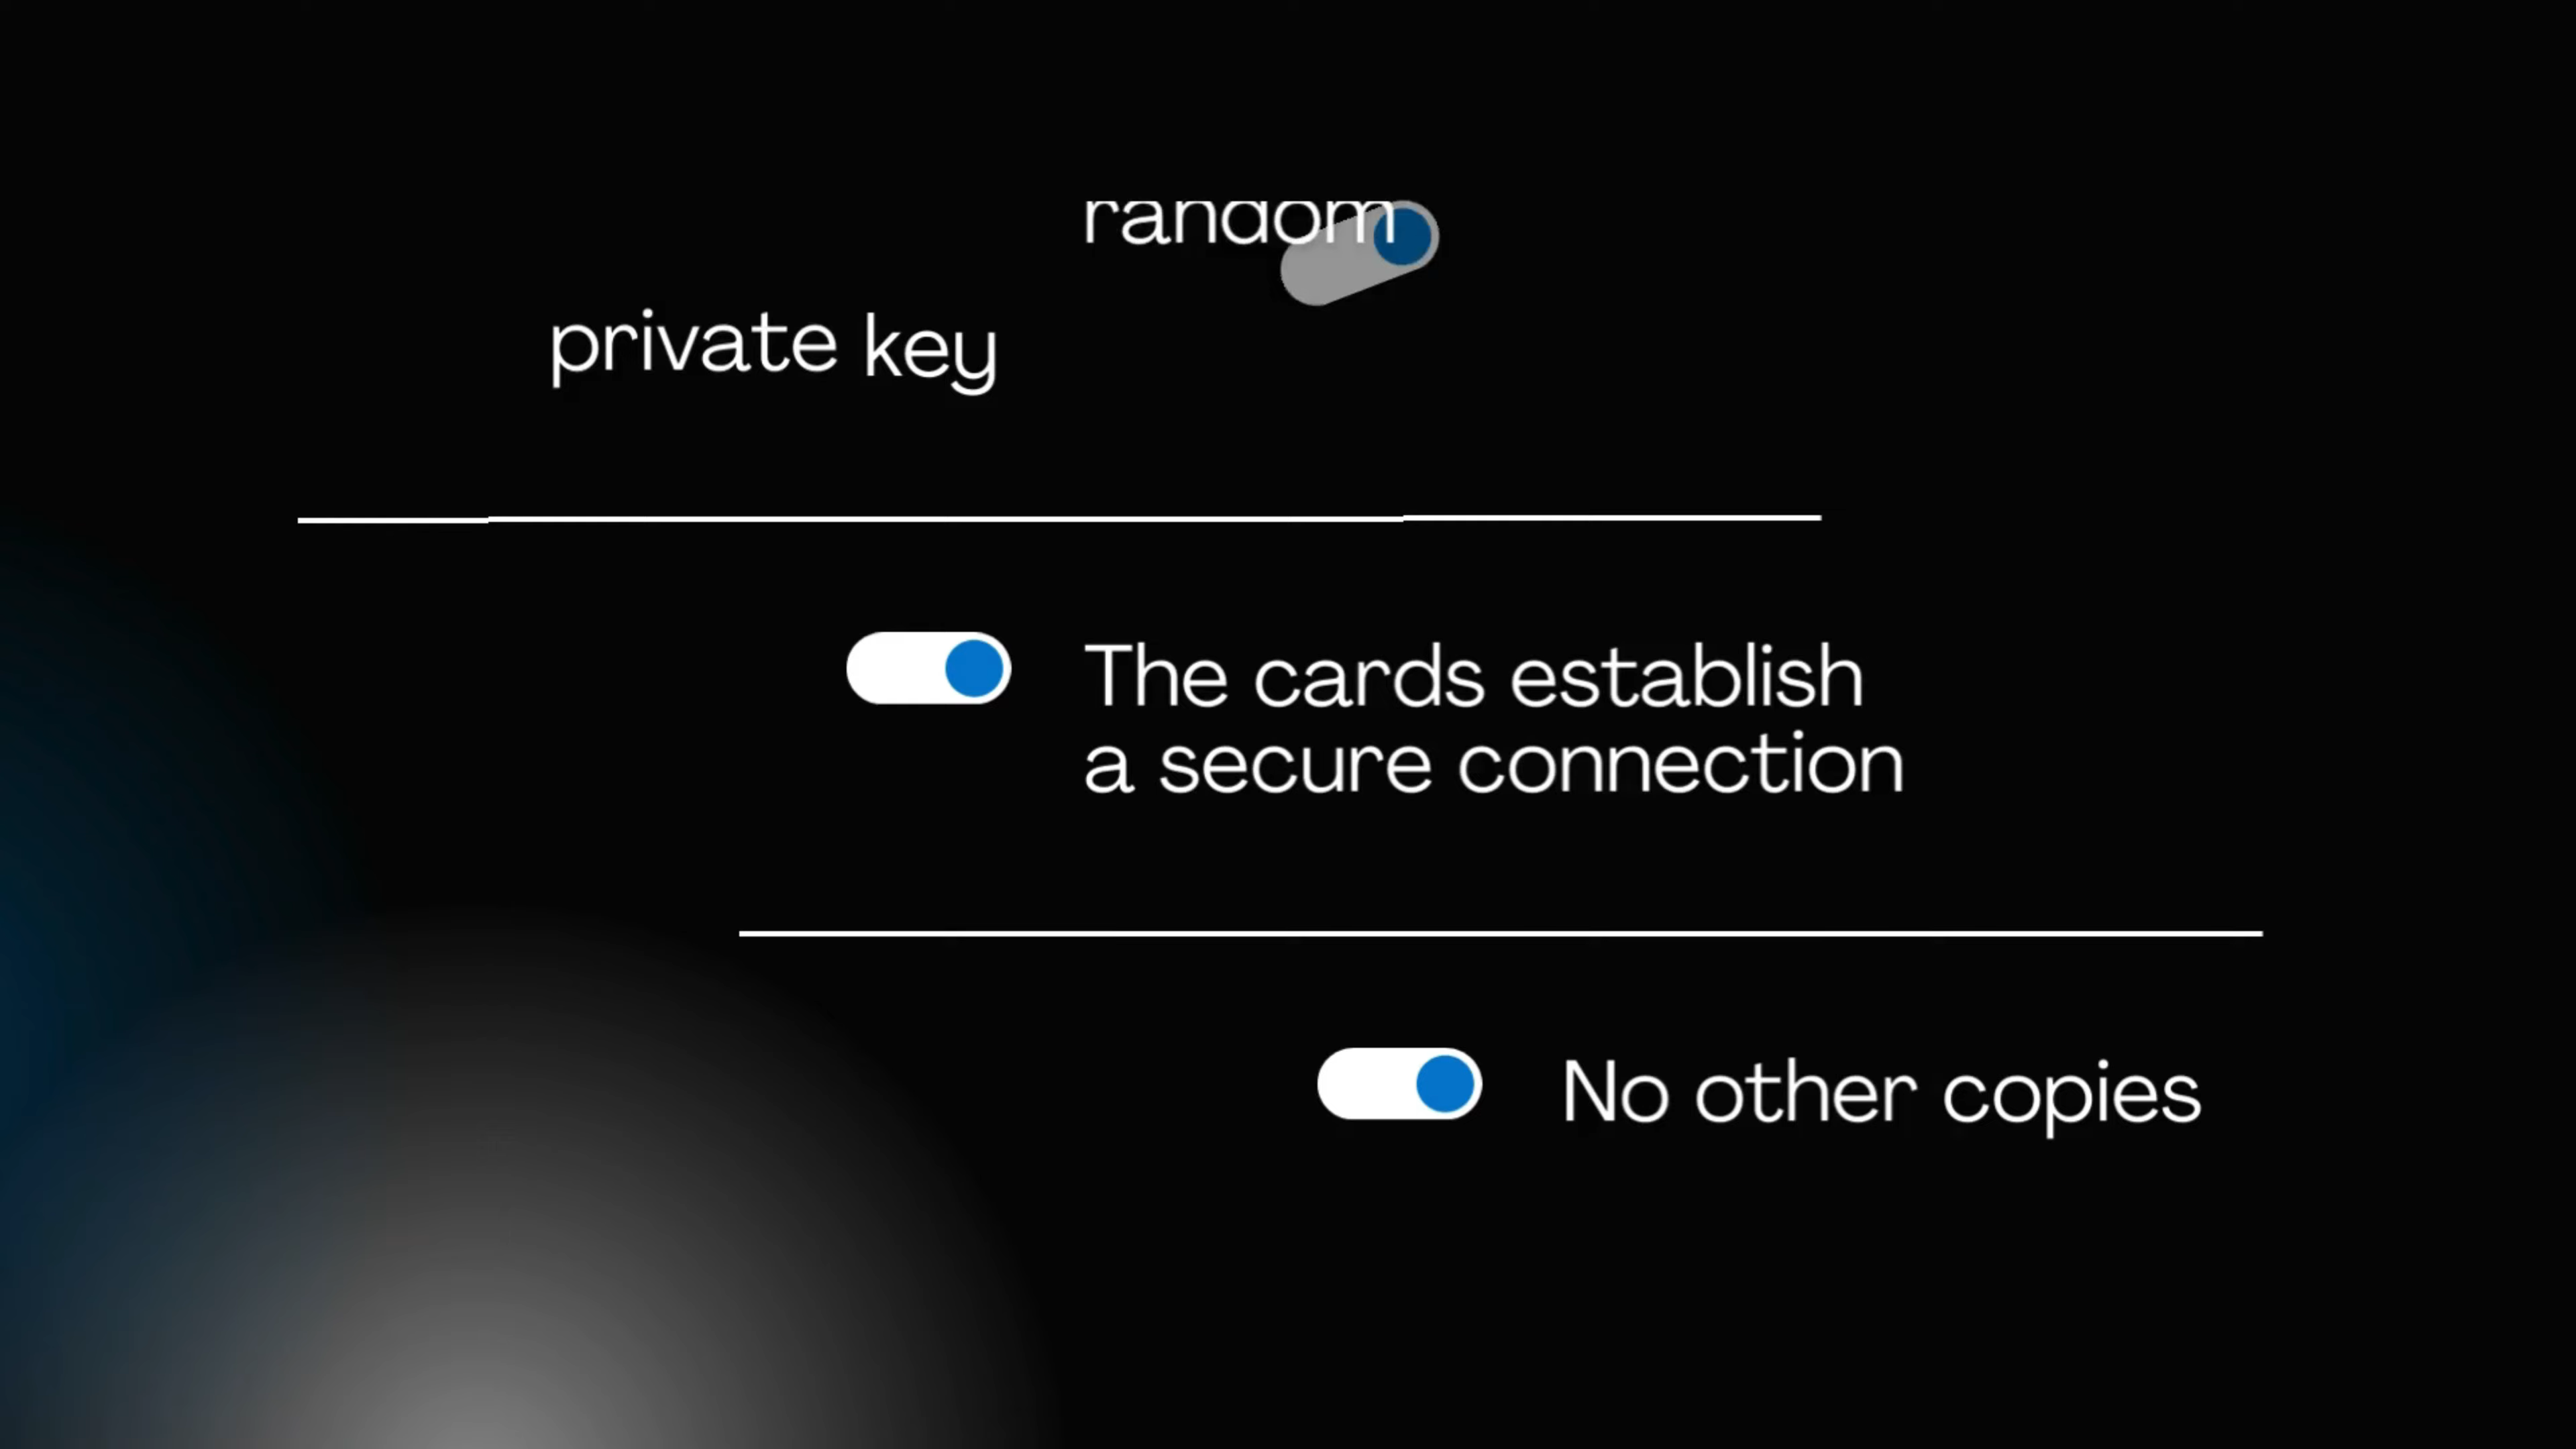 random
private key
The cards establish
a secure connection
No other copies